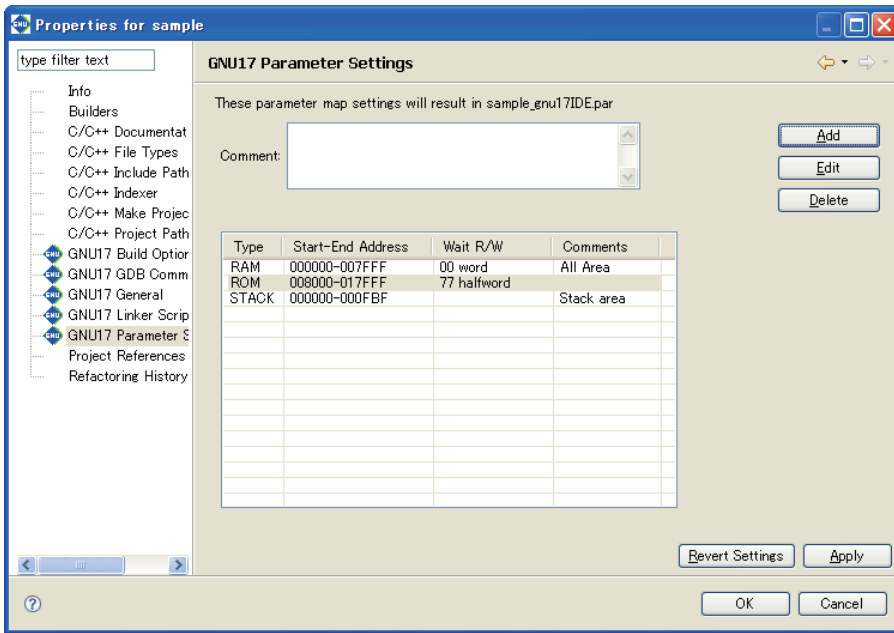 Properties for sample
type filter text
Info
Builders
C/C++ Documentat
C/C++ File Types
C/C++ Include Path
C/C++ Indexer
C/C++ Make Projec
C/C++ Project Path
GNU17 Build Option
GNU17 GDB Comm
GNU17 General
GNU17 Linker Scrip
GNU17 Parameter S
Project References
Refactoring History
GNU17 Parameter Settings
These parameter map settings will result in sample_gnu17IDE.par
Comment:
Add
Edit
Delete
Type Start-End Address Wait R/W Comments
RAM 000000-007FFF 00 word All Area
ROM 008000-017FFF 77 halfword
STACK 000000-000FBF Stack area
Revert Settings
Apply
OK
Cancel